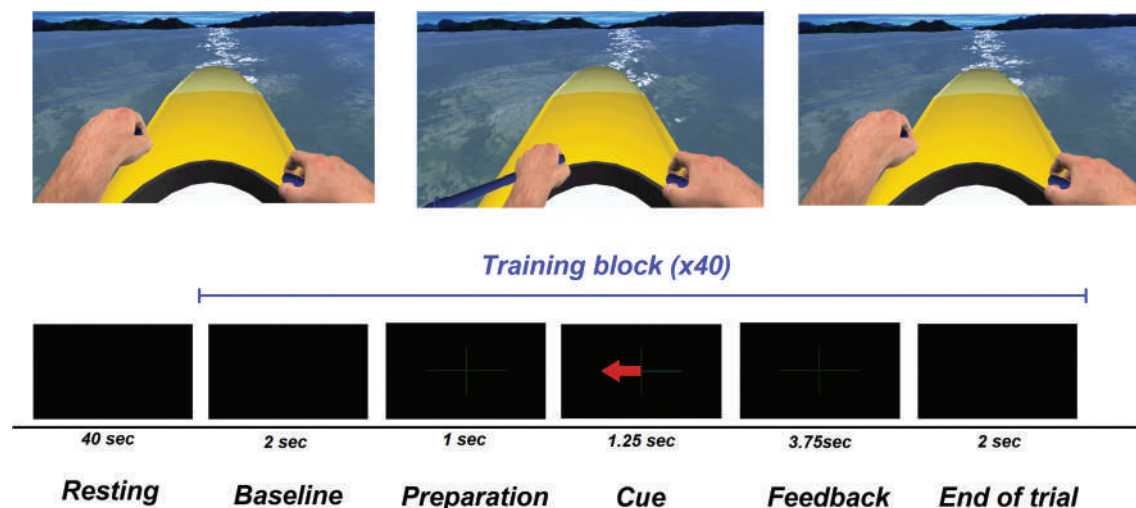 Training block (x40)
40 sec 2 sec 1 sec 1.25 sec 3.75sec 2 sec
Resting Baseline Preparation Cue Feedback End of trial